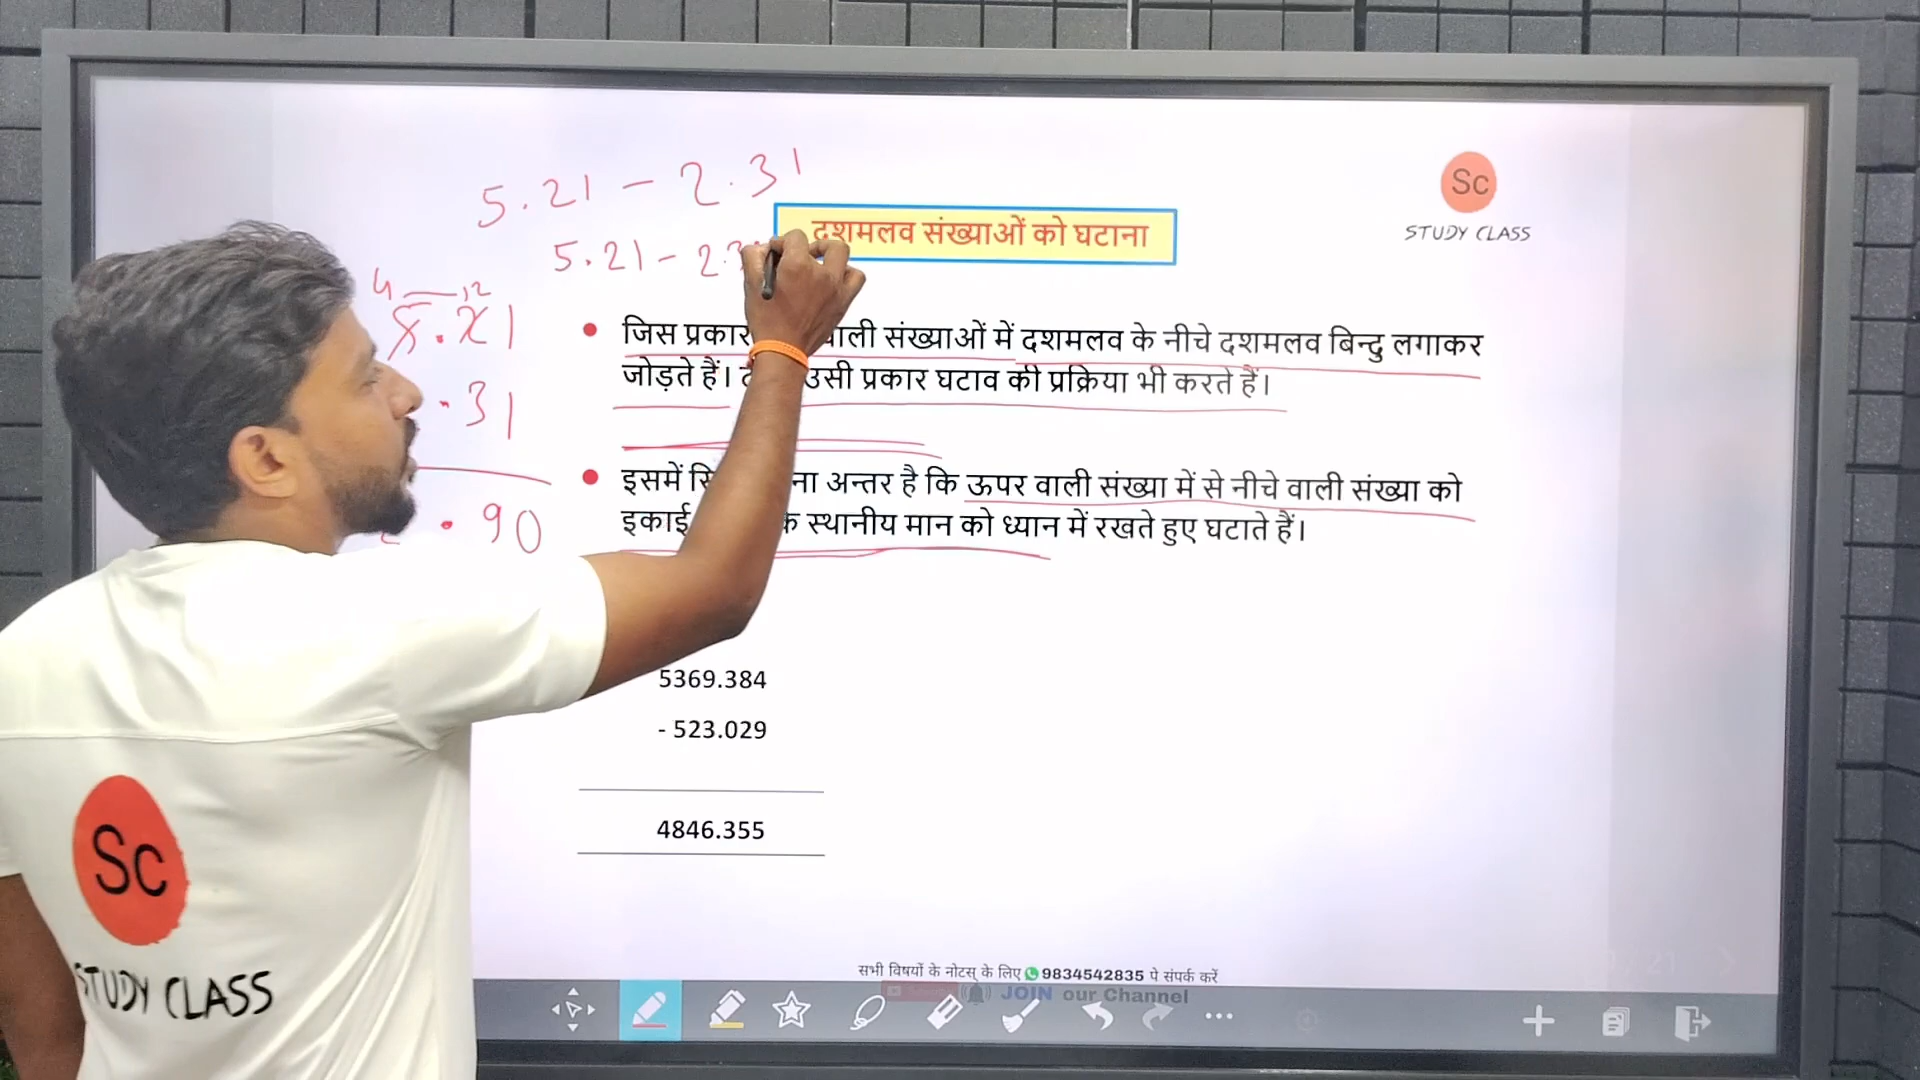 5.21 - 2.31
दशमलव संख्याओं को घटाना
Sc
STUDY CLASS
5.21 - 2.3
4 12
5.21
.31
.90
जिस प्रकार वाली संख्याओं में दशमलव के नीचे दशमलव बिन्दु लगाकर
जोड़ते हैं। उसी प्रकार घटाव की प्रक्रिया भी करते हैं।
इसमें ना अन्तर है कि ऊपर वाली संख्या में से नीचे वाली संख्या को
इकाई के स्थानीय मान को ध्यान में रखते हुए घटाते हैं।
5369.384
- 523.029
4846.355
सभी विषयों के नोटस् के लिए 9834542835 पे संपर्क करें
JOIN our Channel
Sc
STUDY CLASS